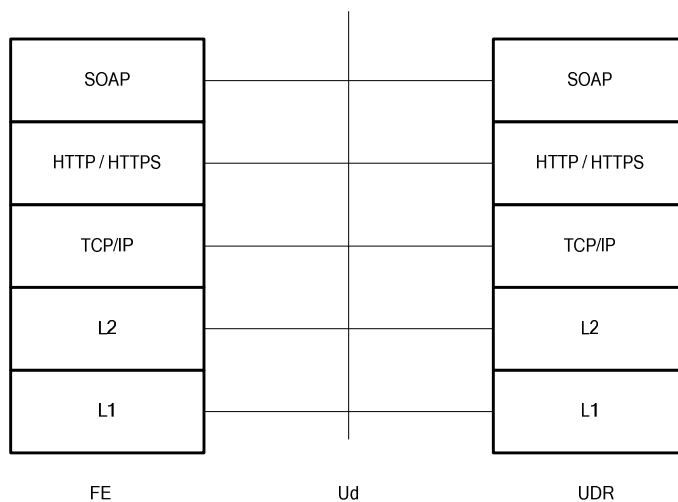 SOAP SOAP
HTTP / HTTPS HTTP / HTTPS
TCP/IP TCP/IP
L2 L2
L1 L1
FE Ud UDR